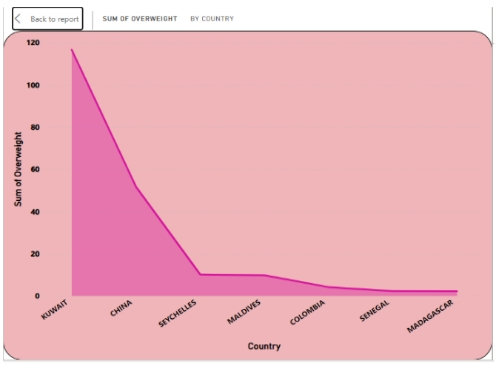 Back to report
SUM OF OVERWEIGHT BY COUNTRY
120
100
80
60
40
20
0
Sum of Overweight
KUWAIT
CHINA
SEYCHELLES
MALDIVES
COLOMBIA
SENEGAL
MADAGASCAR
Country